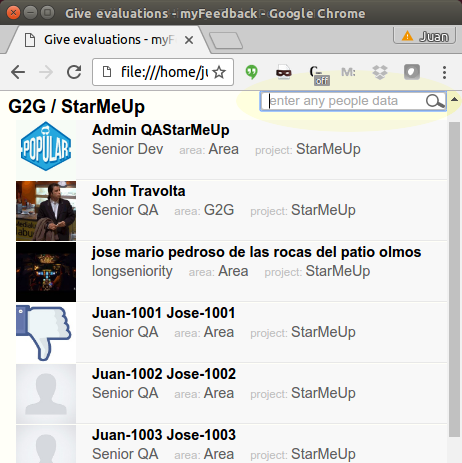 Give evaluations - myFeedback - Google Chrome
Give evaluations - myF
Juan
file:///home/ju
off
M:
G2G / StarMeUp
enter any people data
POPULAR
Admin QAStarMeUp
Senior Dev area: Area project: StarMeUp
John Travolta
Senior QA area: G2G project: StarMeUp
jose mario pedroso de las rocas del patio olmos
longseniority area: Area project: StarMeUp
Juan-1001 Jose-1001
Senior QA area: Area project: StarMeUp
Juan-1002 Jose-1002
Senior QA area: Area project: StarMeUp
Juan-1003 Jose-1003
Senior QA area: Area project: StarMeUp